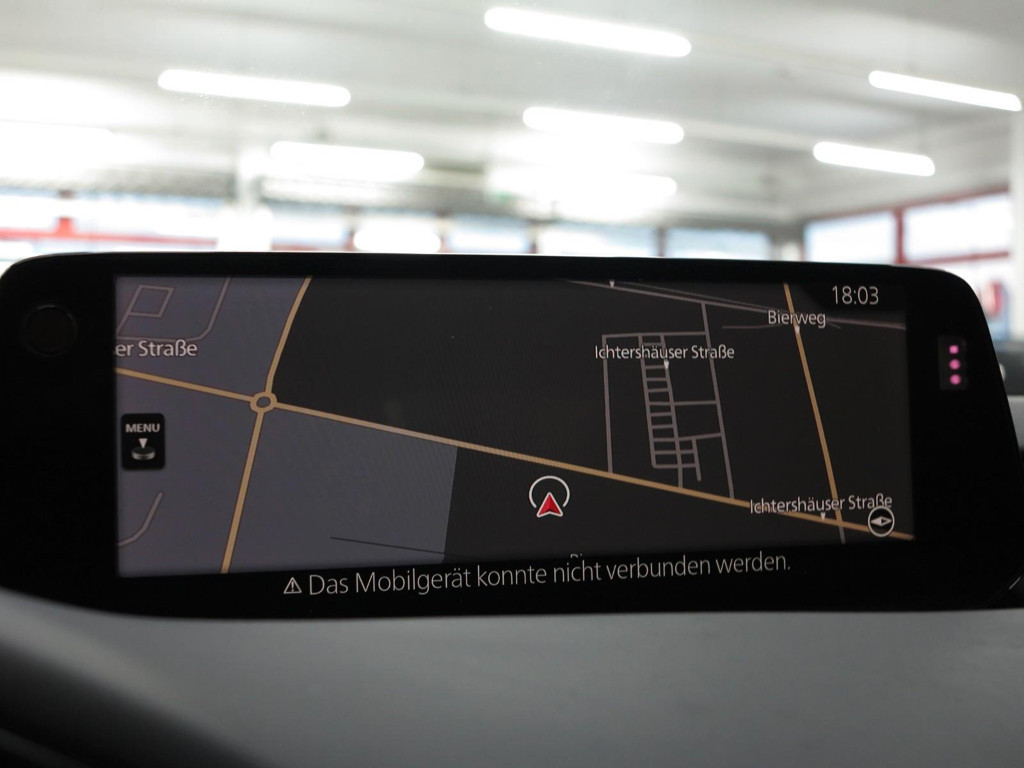 18:03
Bierweg
er Straße
Ichtershäuser Straße
MENU
Ichtershäuser Straße
Das Mobilgerät konnte nicht verbunden werden.